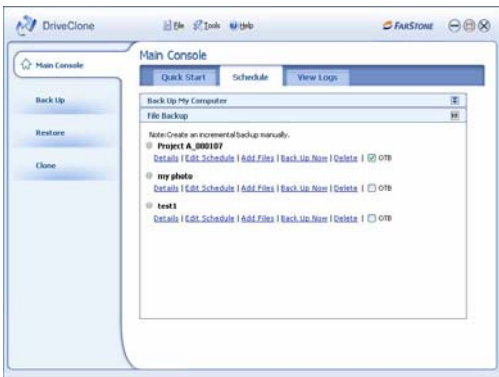 DriveClone File Tools Help FARSTONE
Main Console
Main Console
Quick Start Schedule View Logs
Back Up
Back Up My Computer
File Backup
Restore
Note:Create an incremental backup manually.
Project A_000107
Details | Edit Schedule | Add Files | Back Up Now | Delete | OTB
Clone
my photo
Details | Edit Schedule | Add Files | Back Up Now | Delete | OTB
test1
Details | Edit Schedule | Add Files | Back Up Now | Delete | OTB